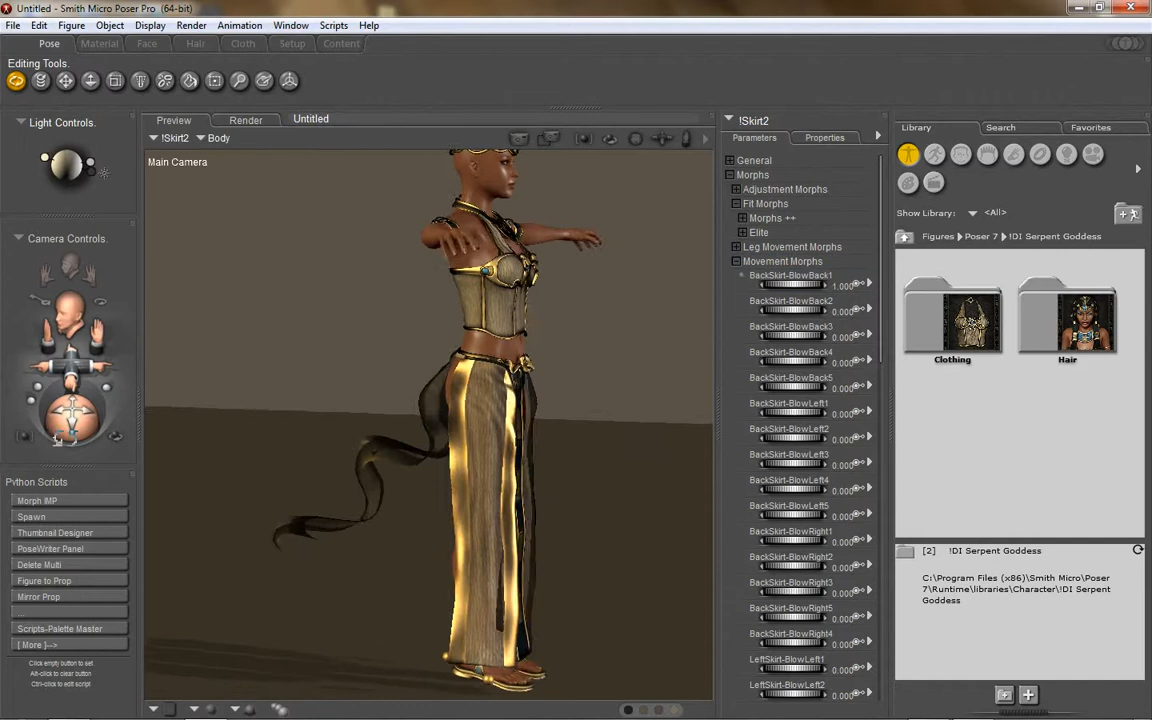 Untitled - Smith Micro Poser Pro (64-bit)
File Edit Figure Object Display Render Animation Window Scripts Help
Pose Material Face Hair Cloth Setup Content
Editing Tools.
Light Controls.
Camera Controls.
Python Scripts
Morph IMP
Spawn
Thumbnail Designer
PoseWriter Panel
Delete Multi
Figure to Prop
Mirror Prop
...
Scripts-Palette Master
[ More ]-->
Click empty button to set
Alt-click to clear button
Ctrl-click to edit script
Preview Render Untitled
!Skirt2 Body
Main Camera
!Skirt2
Parameters Properties
General
Morphs
Adjustment Morphs
Fit Morphs
Morphs ++
Elite
Leg Movement Morphs
Movement Morphs
BackSkirt-BlowBack1
1.000
BackSkirt-BlowBack2
0.000
BackSkirt-BlowBack3
0.000
BackSkirt-BlowBack4
0.000
BackSkirt-BlowBack5
0.000
BackSkirt-BlowLeft1
0.000
BackSkirt-BlowLeft2
0.000
BackSkirt-BlowLeft3
0.000
BackSkirt-BlowLeft4
0.000
BackSkirt-BlowLeft5
0.000
BackSkirt-BlowRight1
0.000
BackSkirt-BlowRight2
0.000
BackSkirt-BlowRight3
0.000
BackSkirt-BlowRight5
0.000
BackSkirt-BlowRight4
0.000
LeftSkirt-BlowLeft1
0.000
LeftSkirt-BlowLeft2
0.000
Library Search Favorites
Show Library: <All>
Figures Poser 7 !DI Serpent Goddess
Clothing Hair
[2] !DI Serpent Goddess
C:\Program Files (x86)\Smith Micro\Poser
7\Runtime\libraries\Character\!DI Serpent
Goddess